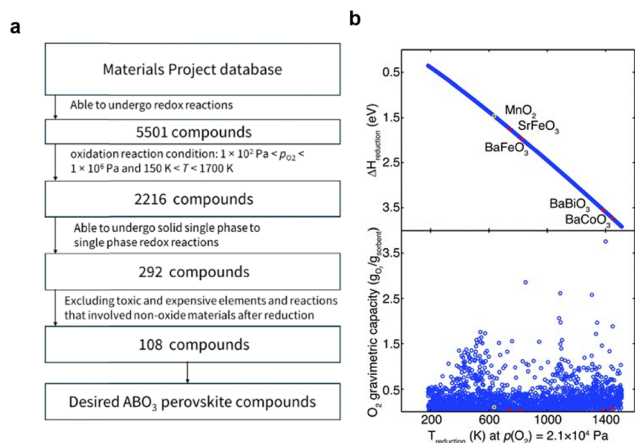 a
Materials Project database
Able to undergo redox reactions
5501 compounds
oxidation reaction condition: 1 × 10² Pa < pO2 <
1 × 10⁶ Pa and 150 K < T < 1700 K
2216 compounds
Able to undergo solid single phase to
single phase redox reactions
292 compounds
Excluding toxic and expensive elements and reactions
that involved non-oxide materials after reduction
108 compounds
Desired ABO₃ perovskite compounds
b
ΔHreduction (eV)
0.5
1.5
2.5
3.5
MnO₂
SrFeO₃
BaFeO₃
BaBiO₃
BaCoO₃
O₂ gravimetric capacity (gO₂/gsorbent)
3.5
2.5
1.5
0.5
200 600 1000 1400
Treduction (K) at p(O₂) = 2.1×10⁴ Pa